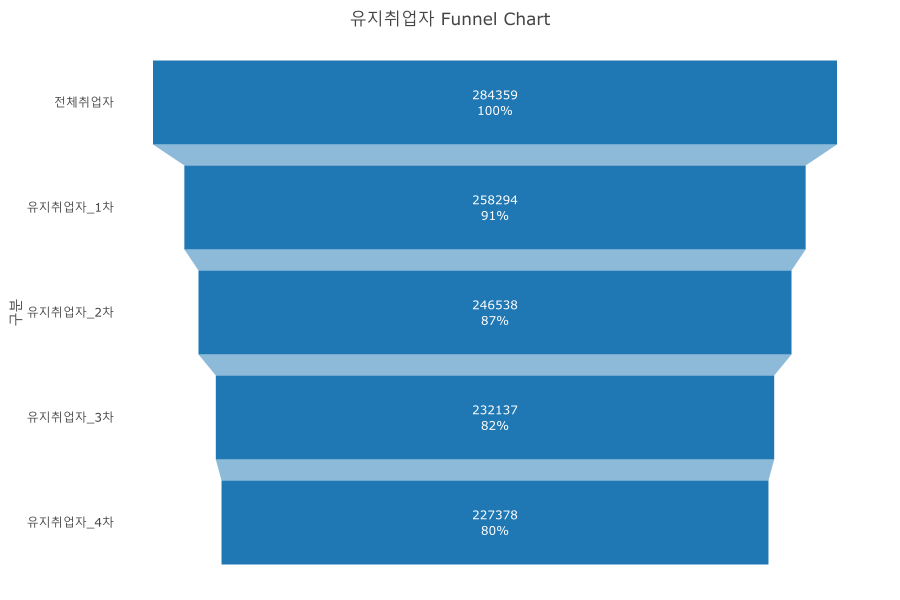 유지취업자 Funnel Chart
구분
전체취업자
284359
100%
유지취업자_1차
258294
91%
유지취업자_2차
246538
87%
유지취업자_3차
232137
82%
유지취업자_4차
227378
80%